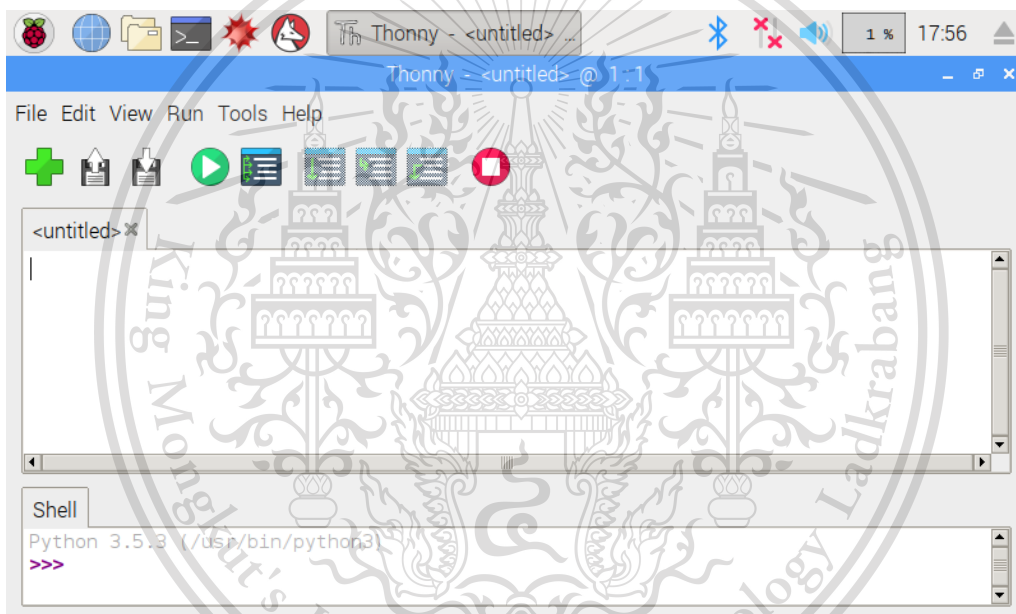 Thonny - <untitled> ... 1 % 17:56
Thonny - <untitled> @ 1 : 1
File Edit View Run Tools Help
<untitled>
King Mongkut's Technology Ladkrabang
Shell
Python 3.5.3 (/usr/bin/python3)
>>>